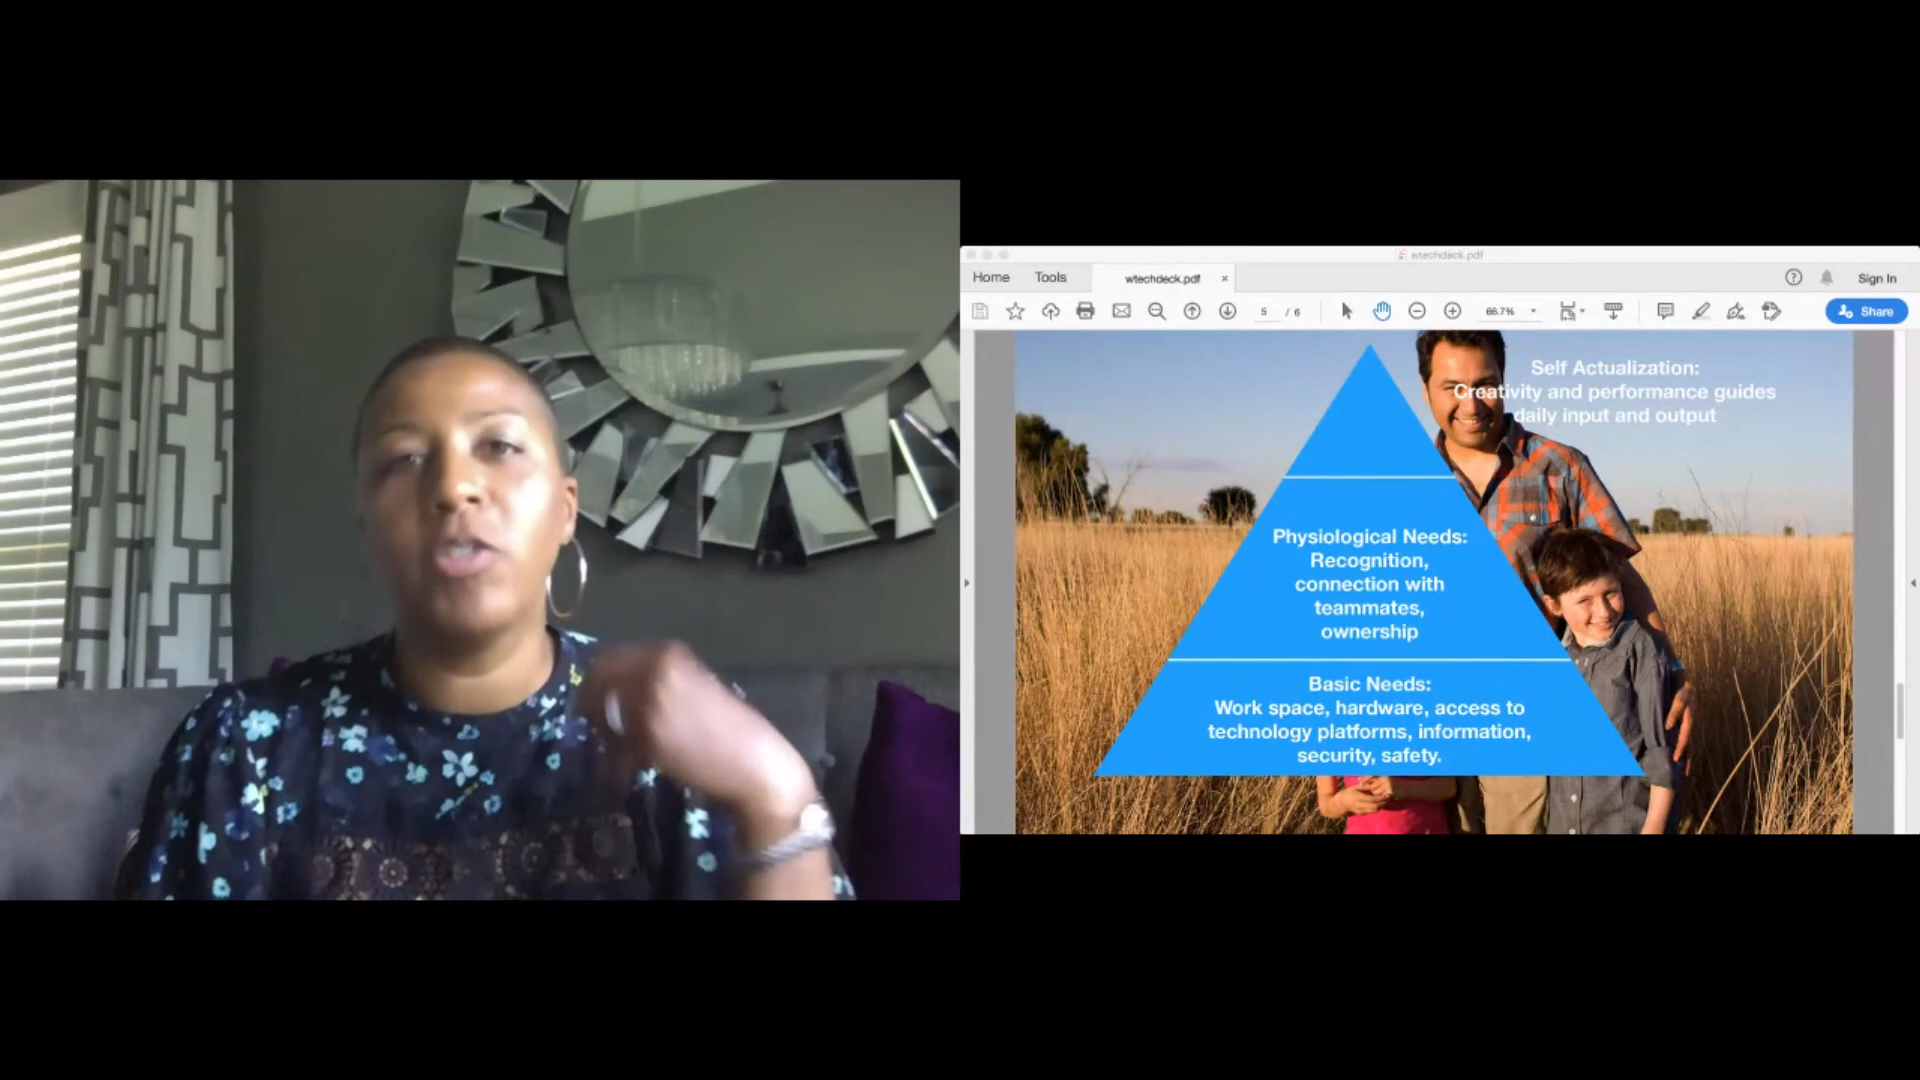 wtechdeck.pdf
Home Tools wtechdeck.pdf × Sign In
5 / 6 66.7% Share
Self Actualization:
Creativity and performance guides
daily input and output
Physiological Needs:
Recognition,
connection with
teammates,
ownership
Basic Needs:
Work space, hardware, access to
technology platforms, information,
security, safety.